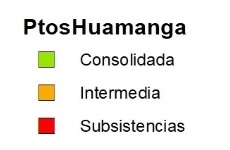 PtosHuamanga
Consolidada
Intermedia
Subsistencias